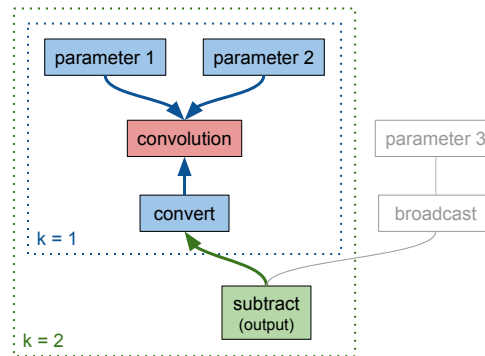 parameter 1
parameter 2
convolution
parameter 3
convert
broadcast
k = 1
subtract
(output)
k = 2